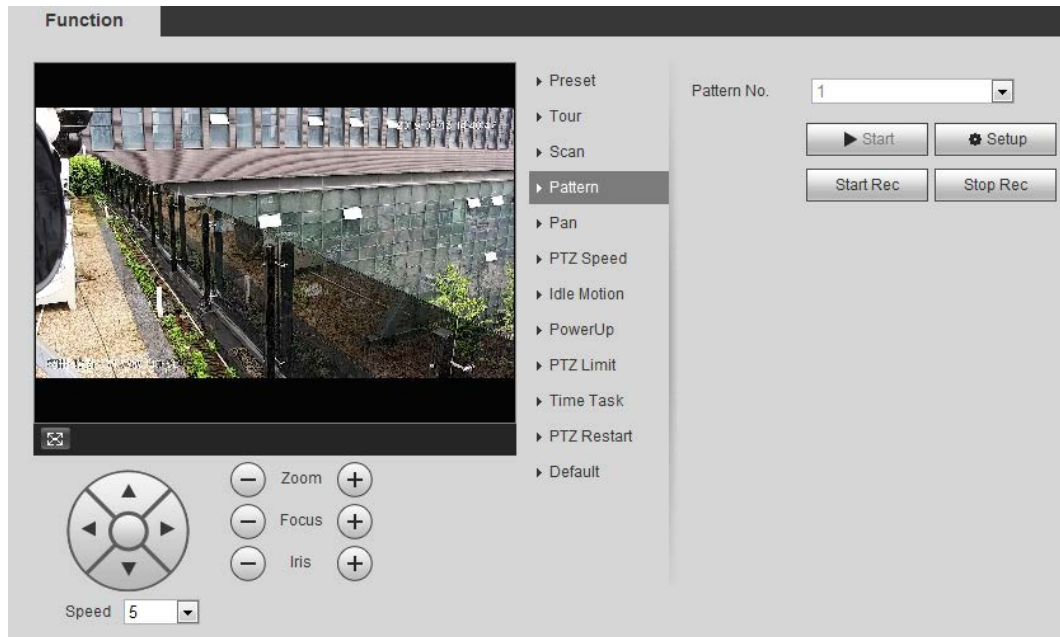 Function
Preset
Tour
Scan
Pattern
Pan
PTZ Speed
Idle Motion
PowerUp
PTZ Limit
Time Task
PTZ Restart
Default
Pattern No. 1
Start Setup
Start Rec Stop Rec
Zoom
Focus
Iris
Speed 5